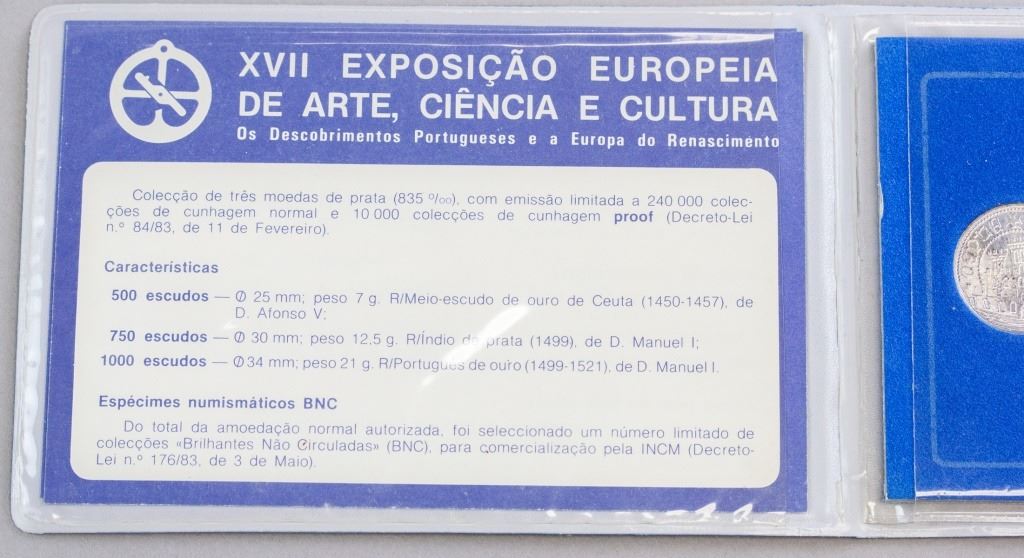 XVII EXPOSIÇÃO EUROPEIA
DE ARTE, CIÊNCIA E CULTURA
Os Descobrimentos Portugueses e a Europa do Renascimento
Colecção de três moedas de prata (835 º/oo), com emissão limitada a 240 000 colec-
ções de cunhagem normal e 10 000 colecções de cunhagem proof (Decreto-Lei
n.º 84/83, de 11 de Fevereiro).
Características
500 escudos — Ø 25 mm; peso 7 g. R/Meio-escudo de ouro de Ceuta (1450-1457), de
D. Afonso V;
750 escudos — Ø 30 mm; peso 12,5 g. R/Índio de prata (1499), de D. Manuel I;
1000 escudos — Ø 34 mm; peso 21 g. R/Português de ouro (1499-1521), de D. Manuel I.
Espécimes numismáticos BNC
Do total da amoedação normal autorizada, foi seleccionado um número limitado de
colecções «Brilhantes Não Circuladas» (BNC), para comercialização pela INCM (Decreto-
Lei n.º 176/83, de 3 de Maio).